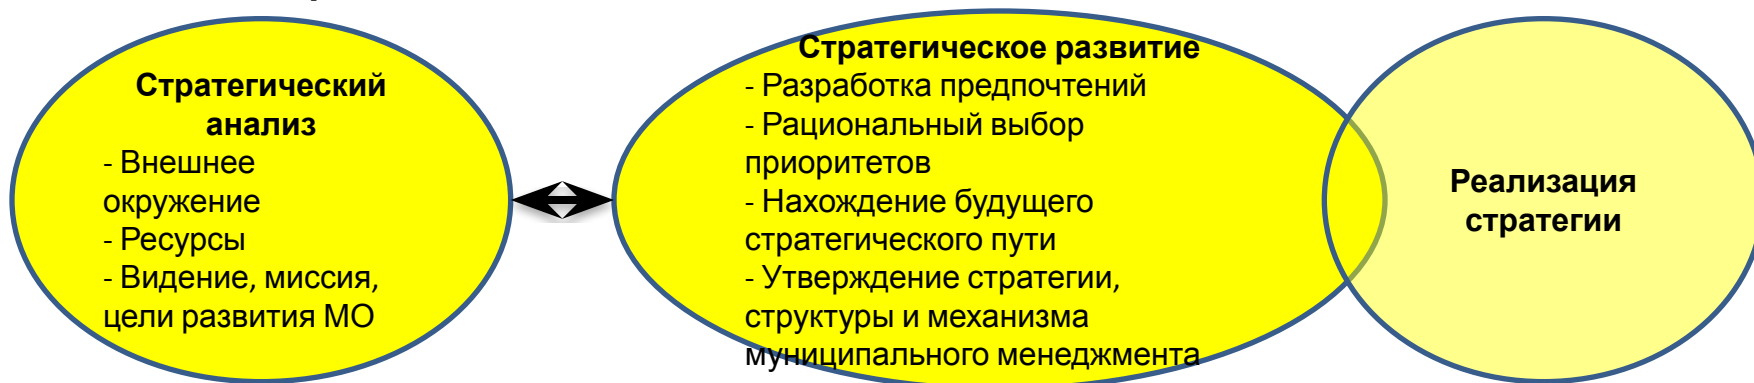 Стратегический
анализ
- Внешнее
окружение
- Ресурсы
- Видение, миссия,
цели развития МО
Стратегическое развитие
- Разработка предпочтений
- Рациональный выбор
приоритетов
- Нахождение будущего
стратегического пути
- Утверждение стратегии,
структуры и механизма
муниципального менеджмента
Реализация
стратегии